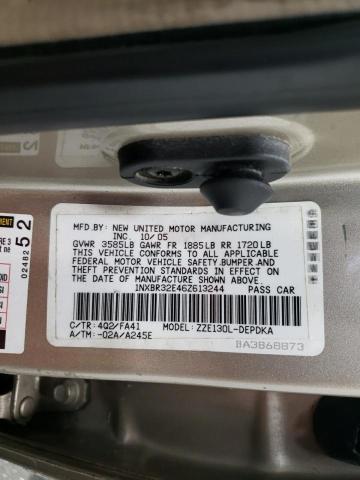 MFD.BY: NEW UNITED MOTOR MANUFACTURING
INC 10/05
GVWR 3585LB GAWR FR 1885LB RR 1720LB
THIS VEHICLE CONFORMS TO ALL APPLICABLE
FEDERAL MOTOR VEHICLE SAFETY,BUMPER,AND
THEFT PREVENTION STANDARDS IN EFFECT ON
THE DATE OF MANUFACTURE SHOWN ABOVE.
1NXBR32E46Z613244 PASS CAR
C/TR: 4Q2/FA41 MODEL: ZZE130L-DEPDKA
A/TM: -02A/A245E
BA3868873
0248252